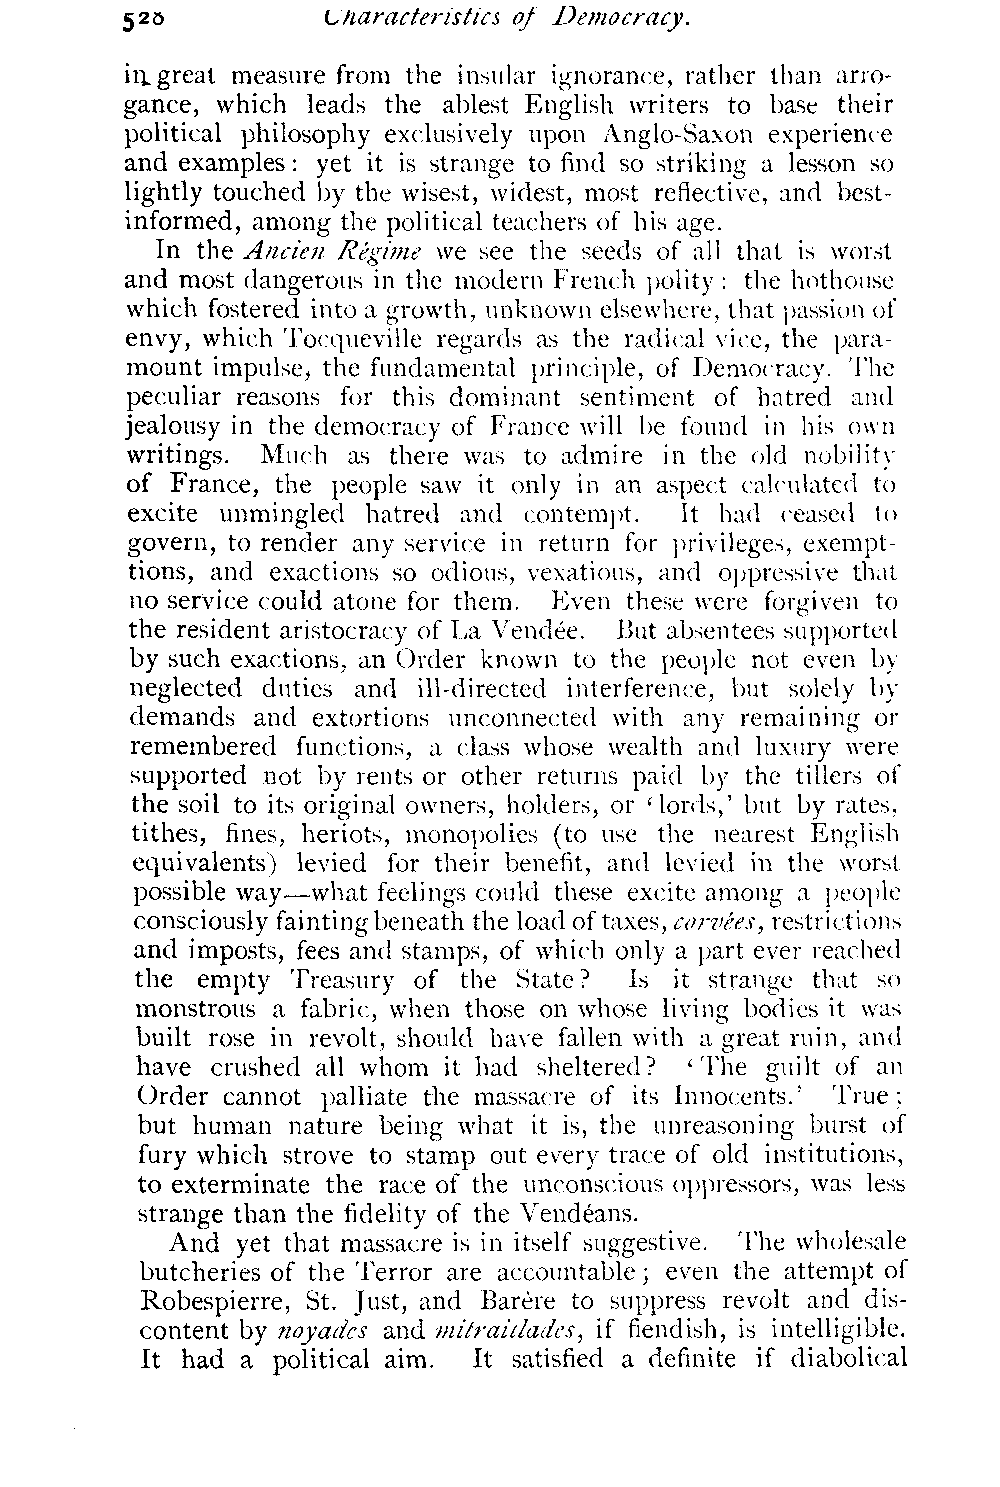 528 Characteristics of Democracy.
in great measure from the insular ignorance, rather than arro-
gance, which leads the ablest English writers to base their
political philosophy exclusively upon Anglo-Saxon experience
and examples: yet it is strange to find so striking a lesson so
lightly touched by the wisest, widest, most reflective, and best-
informed, among the political teachers of his age.
In the Ancien Régime we see the seeds of all that is worst
and most dangerous in the modern French polity: the hothouse
which fostered into a growth, unknown elsewhere, that passion of
envy, which Tocqueville regards as the radical vice, the para-
mount impulse, the fundamental principle, of Democracy. The
peculiar reasons for this dominant sentiment of hatred and
jealousy in the democracy of France will be found in his own
writings. Much as there was to admire in the old nobility
of France, the people saw it only in an aspect calculated to
excite unmingled hatred and contempt. It had ceased to
govern, to render any service in return for privileges, exempt-
tions, and exactions so odious, vexatious, and oppressive that
no service could atone for them. Even these were forgiven to
the resident aristocracy of La Vendée. But absentees supported
by such exactions, an Order known to the people not even by
neglected duties and ill-directed interference, but solely by
demands and extortions unconnected with any remaining or
remembered functions, a class whose wealth and luxury were
supported not by rents or other returns paid by the tillers of
the soil to its original owners, holders, or ‘lords,’ but by rates,
tithes, fines, heriots, monopolies (to use the nearest English
equivalents) levied for their benefit, and levied in the worst
possible way—what feelings could these excite among a people
consciously fainting beneath the load of taxes, corvées, restrictions
and imposts, fees and stamps, of which only a part ever reached
the empty Treasury of the State? Is it strange that so
monstrous a fabric, when those on whose living bodies it was
built rose in revolt, should have fallen with a great ruin, and
have crushed all whom it had sheltered? ‘The guilt of an
Order cannot palliate the massacre of its Innocents.’ True;
but human nature being what it is, the unreasoning burst of
fury which strove to stamp out every trace of old institutions,
to exterminate the race of the unconscious oppressors, was less
strange than the fidelity of the Vendéans.
And yet that massacre is in itself suggestive. The wholesale
butcheries of the Terror are accountable; even the attempt of
Robespierre, St. Just, and Barère to suppress revolt and dis-
content by noyades and mitraillades, if fiendish, is intelligible.
It had a political aim. It satisfied a definite if diabolical